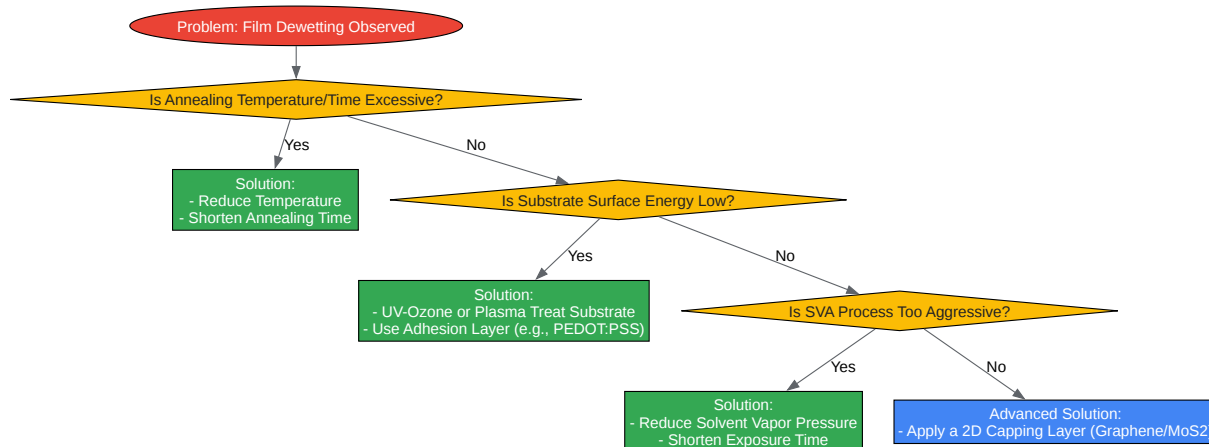 Problem: Film Dewetting Observed
Is Annealing Temperature/Time Excessive?
Yes
No
Solution:
- Reduce Temperature
- Shorten Annealing Time
Is Substrate Surface Energy Low?
Yes
No
Solution:
- UV-Ozone or Plasma Treat Substrate
- Use Adhesion Layer (e.g., PEDOT:PSS)
Is SVA Process Too Aggressive?
Yes
No
Solution:
- Reduce Solvent Vapor Pressure
- Shorten Exposure Time
Advanced Solution:
- Apply a 2D Capping Layer (Graphene/MoS2